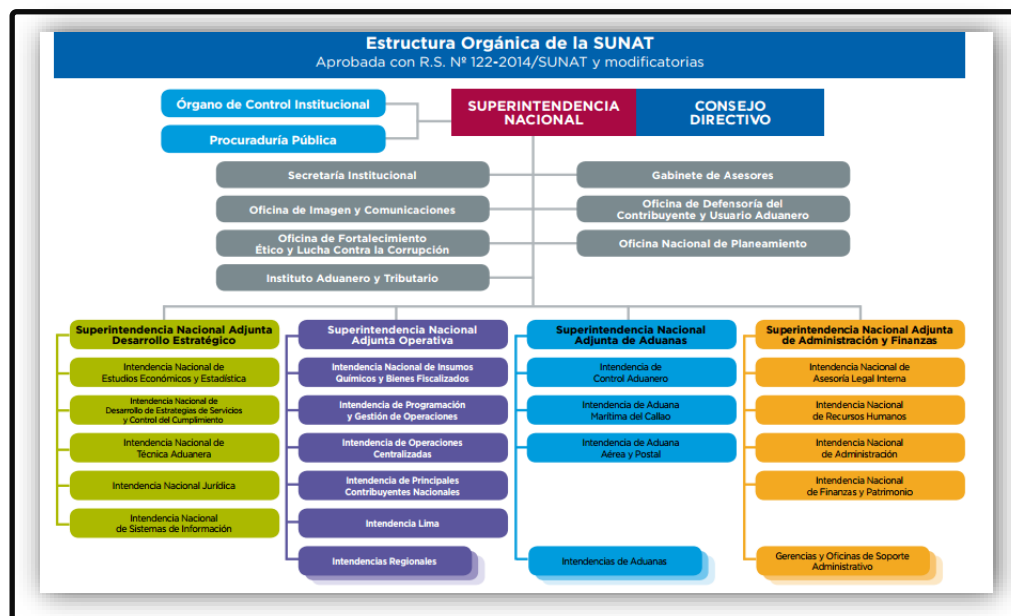 Estructura Orgánica de la SUNAT
Aprobada con R.S. Nº 122-2014/SUNAT y modificatorias
Órgano de Control Institucional
Procuraduría Pública
SUPERINTENDENCIA
NACIONAL
CONSEJO
DIRECTIVO
Secretaría Institucional
Gabinete de Asesores
Oficina de Imagen y Comunicaciones
Oficina de Defensoría del
Contribuyente y Usuario Aduanero
Oficina de Fortalecimiento
Ético y Lucha Contra la Corrupción
Oficina Nacional de Planeamiento
Instituto Aduanero y Tributario
Superintendencia Nacional Adjunta
Desarrollo Estratégico
Intendencia Nacional de
Estudios Económicos y Estadística
Intendencia Nacional de
Desarrollo de Estrategias de Servicios
y Control del Cumplimiento
Intendencia Nacional de
Técnica Aduanera
Intendencia Nacional Jurídica
Intendencia Nacional
de Sistemas de Información
Superintendencia Nacional
Adjunta Operativa
Intendencia Nacional de Insumos
Químicos y Bienes Fiscalizados
Intendencia de Programación
y Gestión de Operaciones
Intendencia de Operaciones
Centralizadas
Intendencia de Principales
Contribuyentes Nacionales
Intendencia Lima
Intendencias Regionales
Superintendencia Nacional
Adjunta de Aduanas
Intendencia de
Control Aduanero
Intendencia de Aduana
Marítima del Callao
Intendencia de Aduana
Aérea y Postal
Intendencias de Aduanas
Superintendencia Nacional Adjunta
de Administración y Finanzas
Intendencia Nacional de
Asesoría Legal Interna
Intendencia Nacional
de Recursos Humanos
Intendencia Nacional
de Administración
Intendencia Nacional
de Finanzas y Patrimonio
Gerencias y Oficinas de Soporte
Administrativo